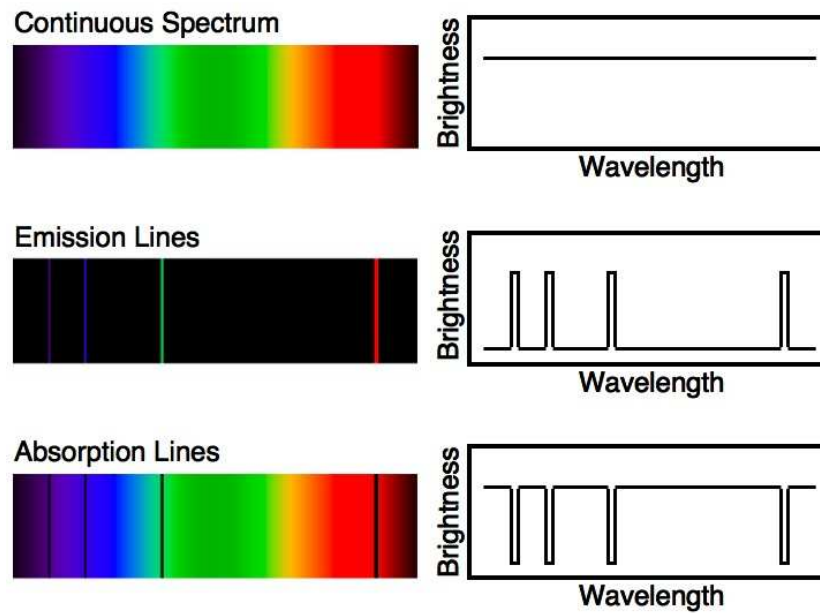 Continuous Spectrum
Brightness
Wavelength
Emission Lines
Brightness
Wavelength
Absorption Lines
Brightness
Wavelength